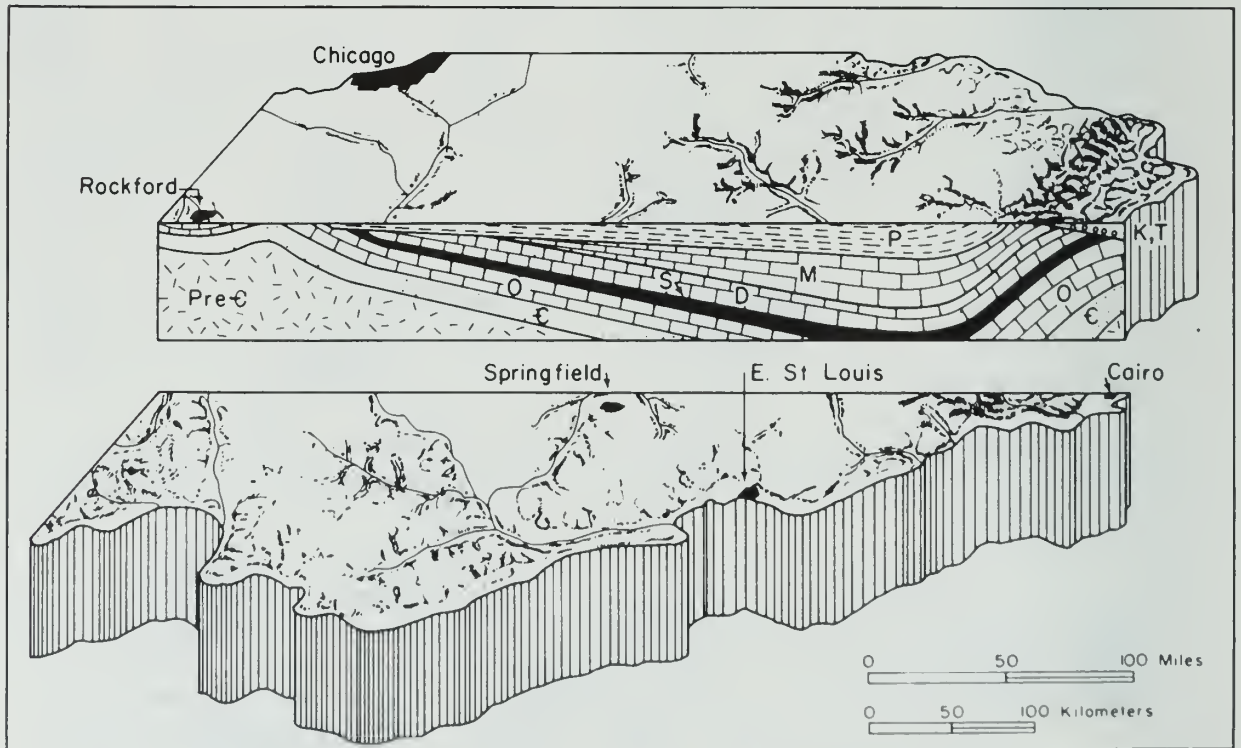 Chicago
Rockford
P
K,T
S
M
Pre-Ꞓ
O
D
O
Ꞓ
Ꞓ
Springfield
E. St Louis
Cairo
0 50 100 Miles
0 50 100 Kilometers